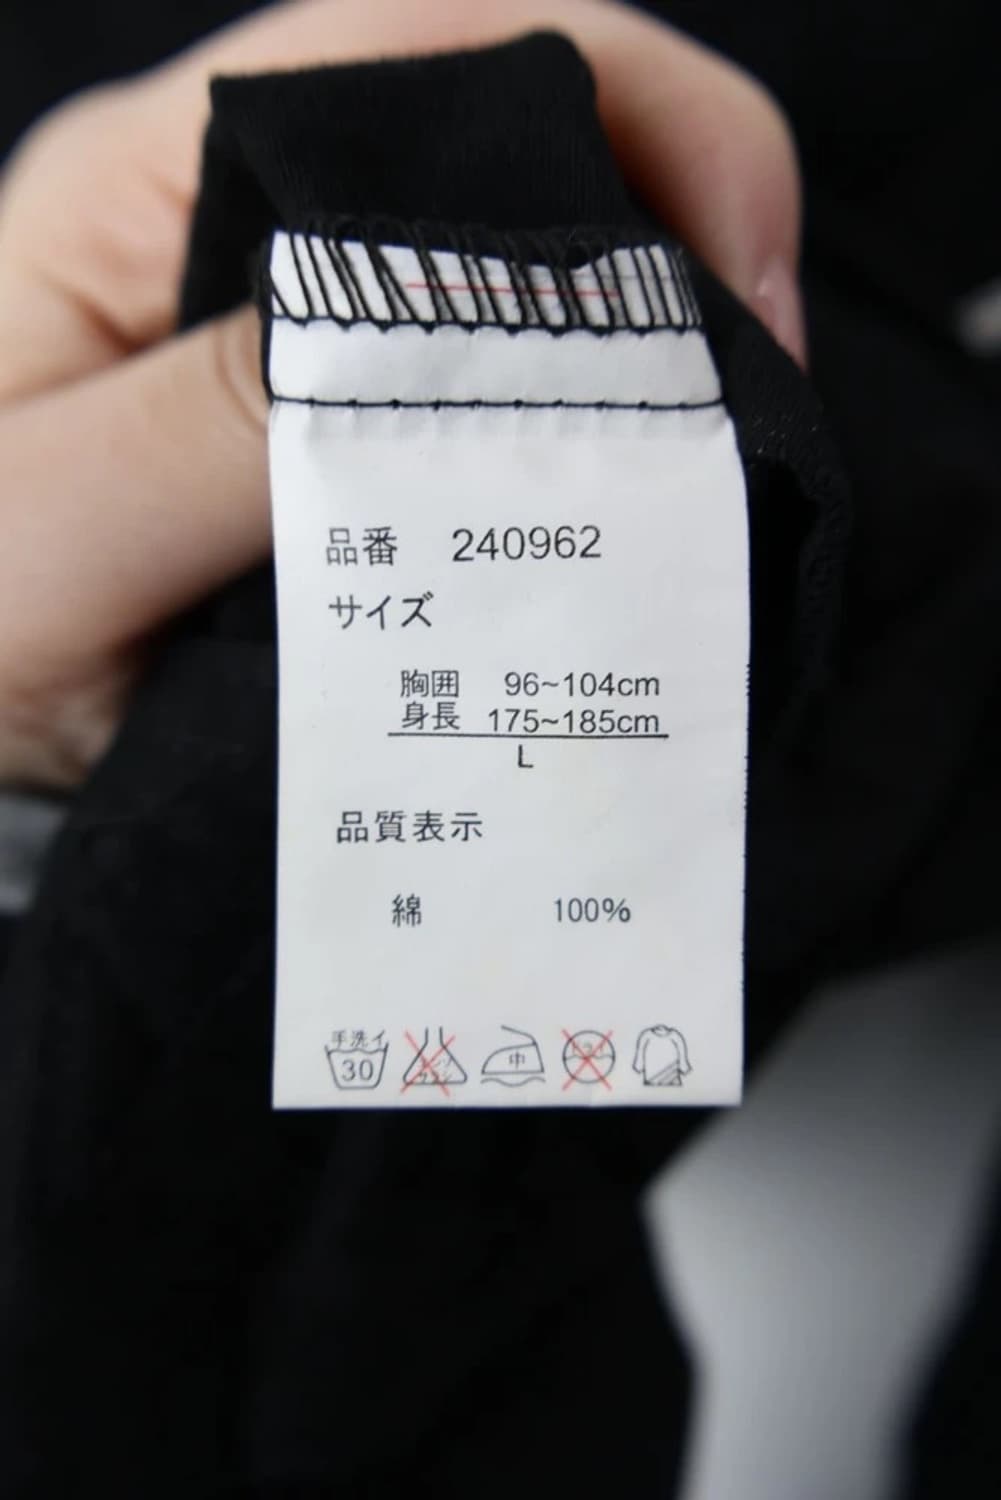 品番 240962
サイズ
胸囲 96~104cm
身長 175~185cm
L
品質表示
綿 100%
手洗イ
30
中